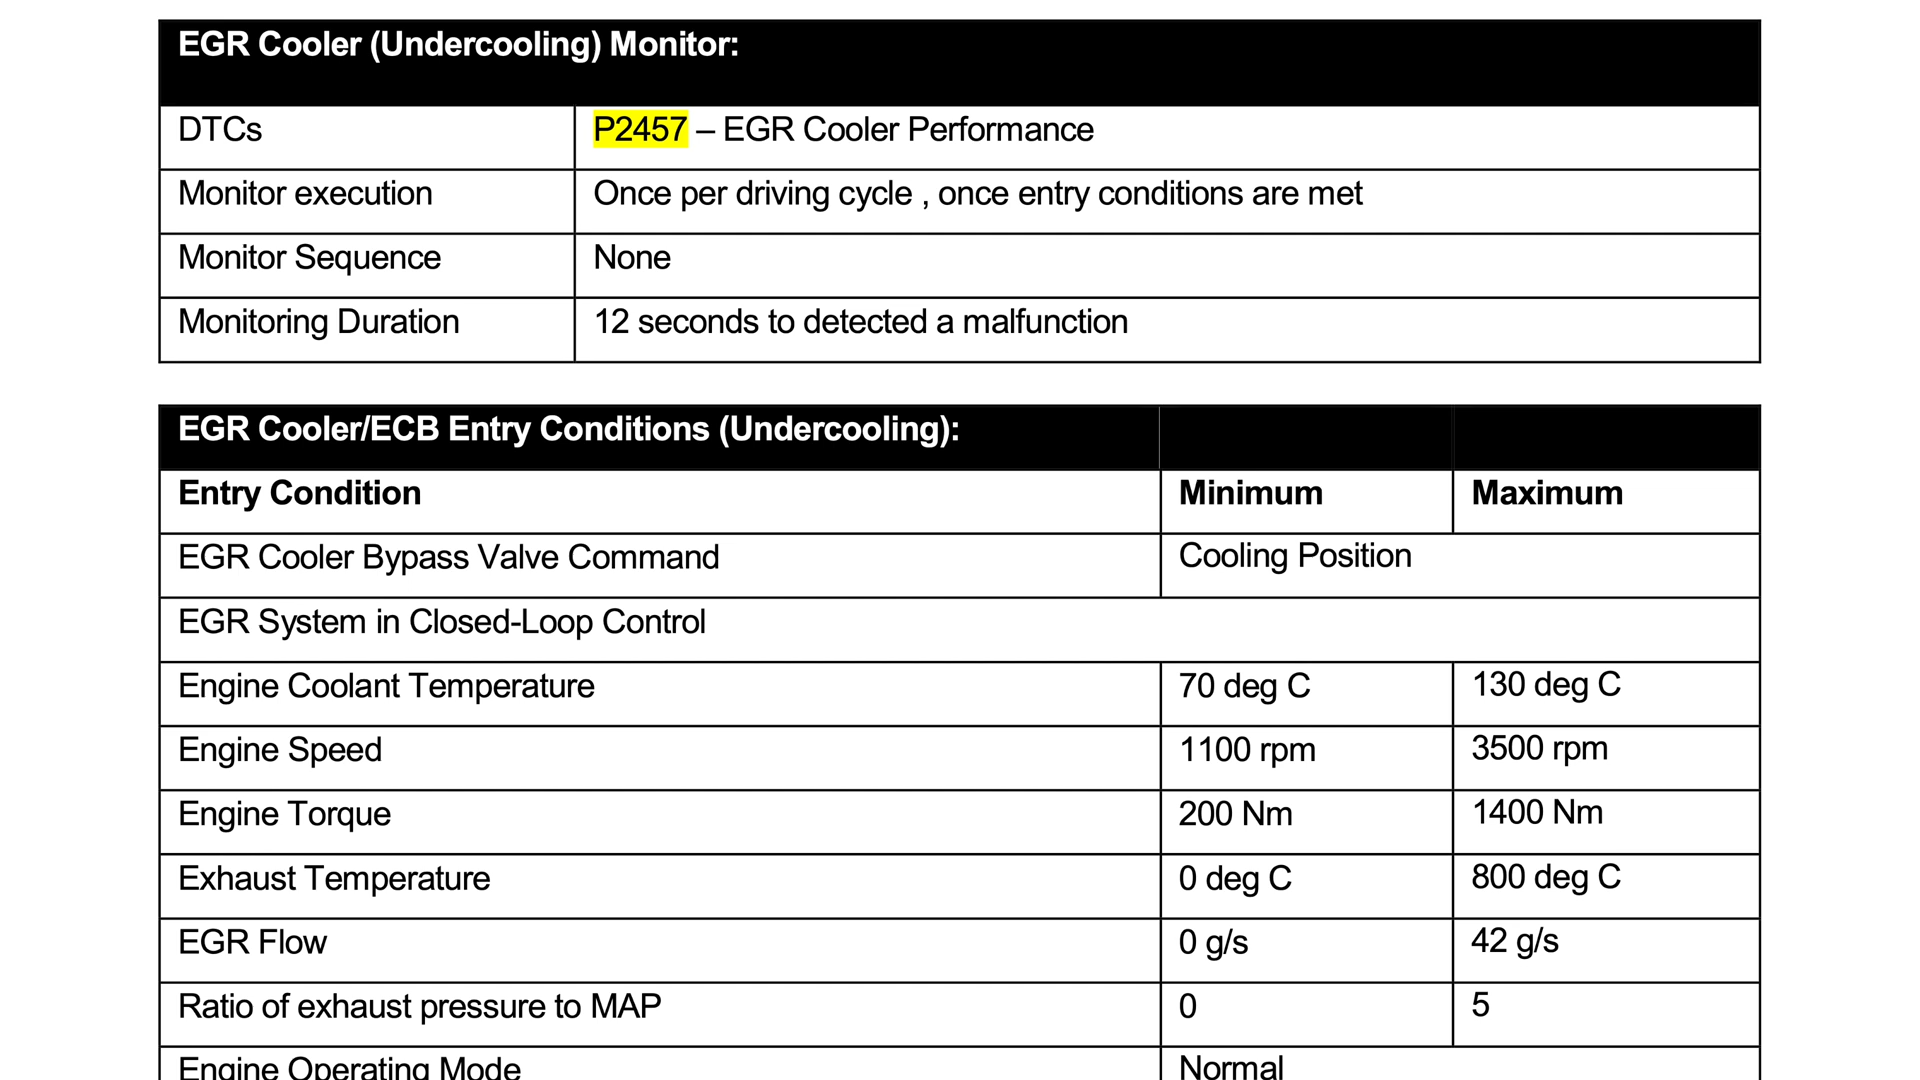 EGR Cooler (Undercooling) Monitor:
DTCs P2457 – EGR Cooler Performance
Monitor execution Once per driving cycle , once entry conditions are met
Monitor Sequence None
Monitoring Duration 12 seconds to detected a malfunction
EGR Cooler/ECB Entry Conditions (Undercooling):
Entry Condition Minimum Maximum
EGR Cooler Bypass Valve Command Cooling Position
EGR System in Closed-Loop Control
Engine Coolant Temperature 70 deg C 130 deg C
Engine Speed 1100 rpm 3500 rpm
Engine Torque 200 Nm 1400 Nm
Exhaust Temperature 0 deg C 800 deg C
EGR Flow 0 g/s 42 g/s
Ratio of exhaust pressure to MAP 0 5
Engine Operating Mode Normal